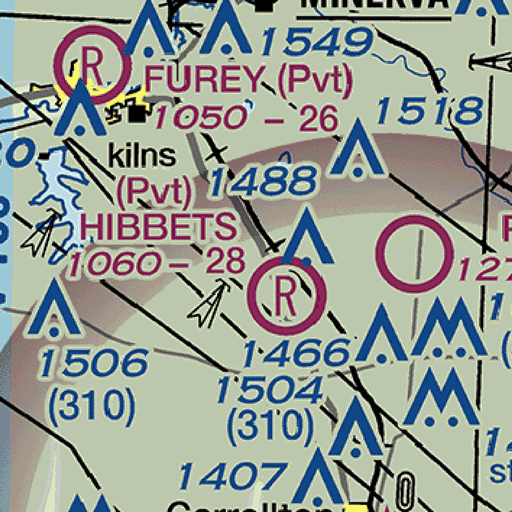 MINERVA
1549
R
FUREY (Pvt)
1050 - 26
1518
kilns
(Pvt)
1488
HIBBETS
1060 - 28
R
1506
(310)
1466
1504
(310)
1407
Carrollton